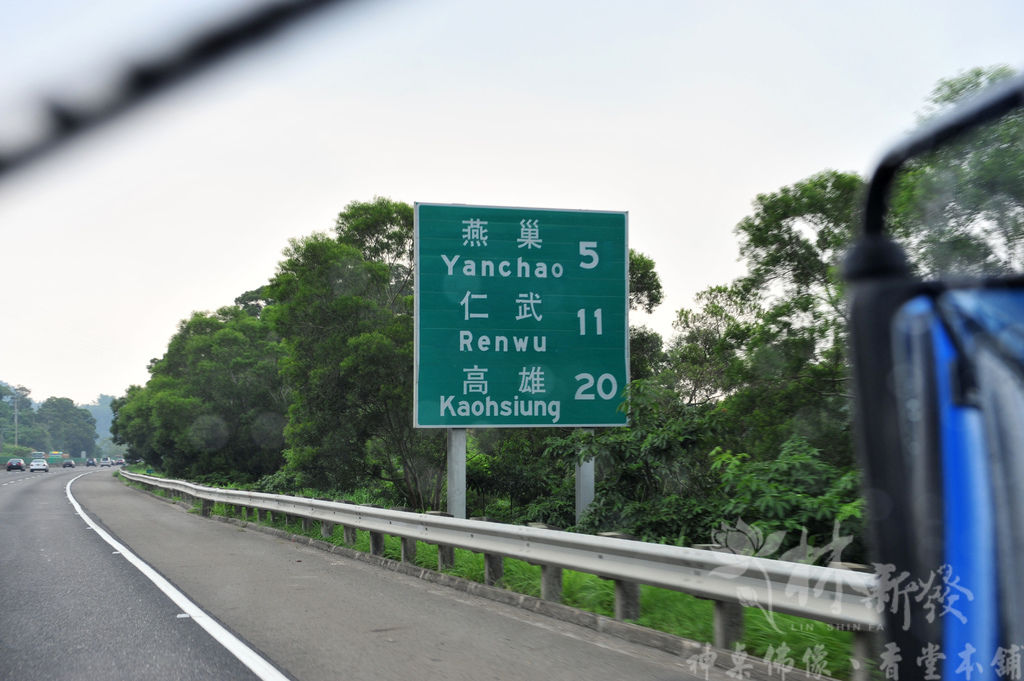 燕巢 5
Yanchao
仁武 11
Renwu
高雄 20
Kaohsiung
林新發
LIN SHIN FA
神桌佛像·香堂本鋪